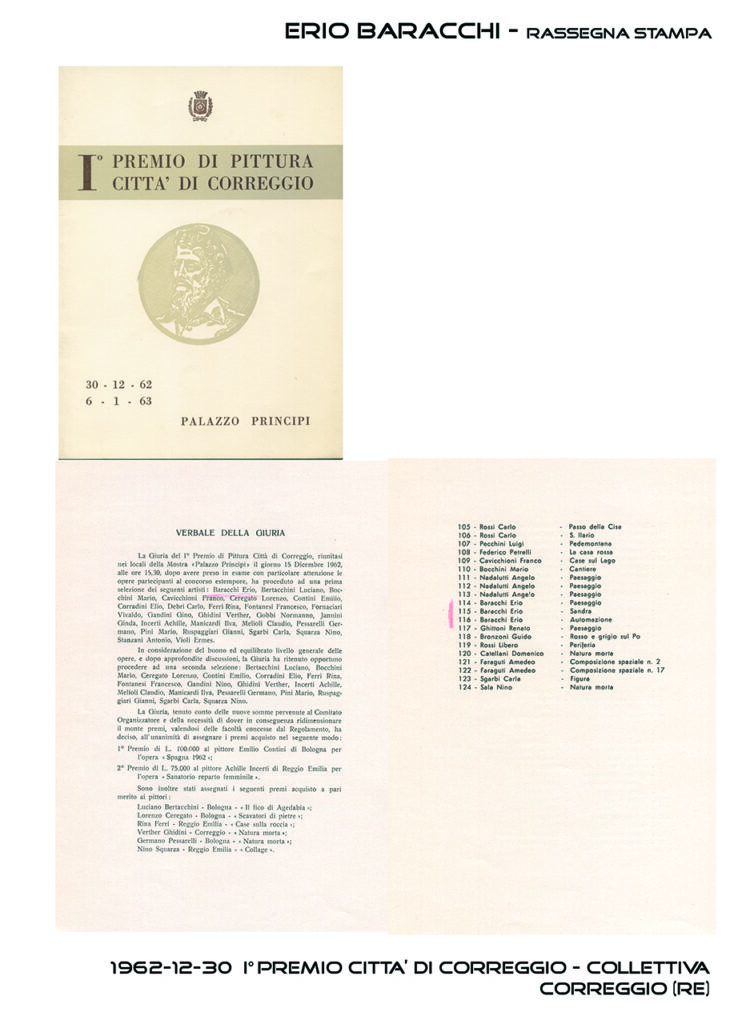 ERIO BARACCHI - RASSEGNA STAMPA
I° PREMIO DI PITTURA
CITTA' DI CORREGGIO
30 - 12 - 62
6 - 1 - 63
PALAZZO PRINCIPI
VERBALE DELLA GIURIA
La Giuria del I° Premio di Pittura Città di Correggio, riunitasi
nei locali della Mostra «Palazzo Principi» il giorno 15 Dicembre 1962,
alle ore 15,30, dopo avere preso in esame con particolare attenzione le
opere partecipanti al concorso estempore, ha proceduto ad una prima
selezione dei seguenti artisti : Baracchi Erio, Bertacchini Luciano, Boc-
chini Mario, Cavicchioni Franco, Ceregato Lorenzo, Contini Emilio,
Corradini Elio, Debri Carlo, Ferri Rina, Fontanesi Francesco, Fornaciari
Vivaldo, Gandini Gino, Ghidini Verther, Gobbi Normanno, Jannini
Ginda, Incerti Achille, Manicardi Ilva, Melioli Claudio, Pessarelli Ger-
mano, Pini Mario, Ruspaggiari Gianni, Sgarbi Carla, Squarza Nino,
Stanzani Antonio, Violi Ermes.
In considerazione del buono ed equilibrato livello generale delle
opere, e dopo approfondite discussioni, la Giuria ha ritenuto opportuno
procedere ad una seconda selezione : Bertacchini Luciano, Bocchini
Mario, Ceregato Lorenzo, Contini Emilio, Corradini Elio, Ferri Rina,
Fontanesi Francesco, Gandini Nino, Ghidini Verther, Incerti Achille,
Melioli Claudio, Manicardi Ilva, Pessarelli Germano, Pini Mario, Ruspag-
giari Gianni, Sgarbi Carla, Squarza Nino.
La Giuria, tenuto conto delle nuove somme pervenute al Comitato
Organizzatore e della necessità di dover in conseguenza ridimensionare
il monte premi, valendosi delle facoltà concesse dal Regolamento, ha
deciso, all'unanimità di assegnare i premi acquisto nel seguente modo :
1° Premio di L. 100.000 al pittore Emilio Contini di Bologna per
l'opera « Spagna 1962 »;
2° Premio di L. 75.000 al pittore Achille Incerti di Reggio Emilia per
l'opera « Sanatorio reparto femminile ».
Sono inoltre stati assegnati i seguenti premi acquisto a pari
merito ai pittori :
Luciano Bertacchini - Bologna - « Il fico di Agedabia »;
Lorenzo Ceregato - Bologna - « Scavatori di pietre »;
Rina Ferri - Reggio Emilia - « Case sulla roccia »;
Verther Ghidini - Correggio - « Natura morta »;
Germano Pessarelli - Bologna - « Natura morta »;
Nino Squarza - Reggio Emilia - « Collage ».
105 - Rossi Carlo - Passo della Cisa
106 - Rossi Carlo - S. Ilario
107 - Pecchini Luigi - Pedemontana
108 - Federico Petrelli - La casa rossa
109 - Cavicchioni Franco - Case sul Lago
110 - Bocchini Mario - Cantiere
111 - Nadalutti Angelo - Paesaggio
112 - Nadalutti Angelo - Paesaggio
113 - Nadalutti Ange'o - Paesaggio
114 - Baracchi Erio - Paesaggio
115 - Baracchi Erio - Sandra
116 - Baracchi Erio - Automazione
117 - Ghittoni Renato - Paesaggio
118 - Bronzoni Guido - Rosso e grigio sul Po
119 - Rossi Libero - Periferia
120 - Catellani Domenico - Natura morta
121 - Faraguti Amedeo - Composizione spaziale n. 2
122 - Faraguti Amedeo - Composizione spaziale n. 17
123 - Sgarbi Carla - Figura
124 - Sala Nino - Natura morta
1962-12-30 I° PREMIO CITTA' DI CORREGGIO - COLLETTIVA
CORREGGIO (RE)